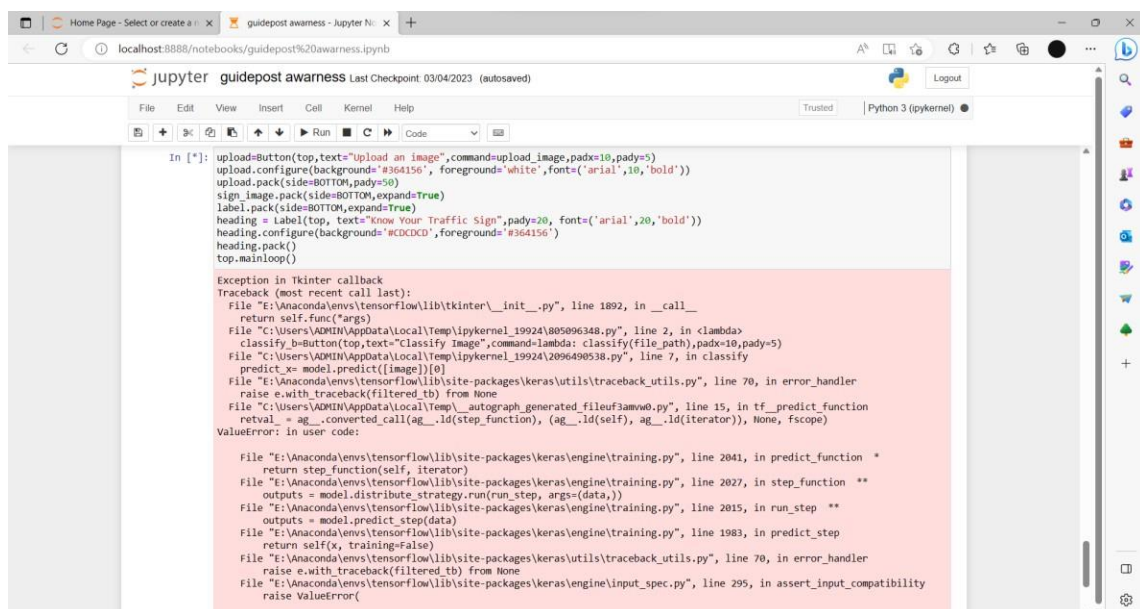 Home Page - Select or create a n
guidepost awarness - Jupyter No
localhost:8888/notebooks/guidepost%20awarness.ipynb
jupyter guidepost awarness Last Checkpoint: 03/04/2023 (autosaved)
Logout
File Edit View Insert Cell Kernel Help
Trusted
Python 3 (ipykernel)
Run
Code
In [*]: upload=Button(top,text="Upload an image",command=upload_image,padx=10,pady=5)
upload.configure(background='#364156', foreground='white',font=('arial',10,'bold'))
upload.pack(side=BOTTOM,pady=50)
sign_image.pack(side=BOTTOM,expand=True)
label.pack(side=BOTTOM,expand=True)
heading = Label(top, text="Know Your Traffic Sign",pady=20, font=('arial',20,'bold'))
heading.configure(background='#CDCDCD',foreground='#364156')
heading.pack()
top.mainloop()
Exception in Tkinter callback
Traceback (most recent call last):
File "E:\Anaconda\envs\tensorflow\lib\tkinter\__init__.py", line 1892, in __call__
return self.func(*args)
File "C:\Users\ADMIN\AppData\Local\Temp\ipykernel_19924\805096348.py", line 2, in <lambda>
classify_b=Button(top,text="Classify Image",command=lambda: classify(file_path),padx=10,pady=5)
File "C:\Users\ADMIN\AppData\Local\Temp\ipykernel_19924\2096490538.py", line 7, in classify
predict_x= model.predict([image])[0]
File "E:\Anaconda\envs\tensorflow\lib\site-packages\keras\utils\traceback_utils.py", line 70, in error_handler
raise e.with_traceback(filtered_tb) from None
File "C:\Users\ADMIN\AppData\Local\Temp\__autograph_generated_fileuf3amvw0.py", line 15, in tf__predict_function
retval_ = ag__.converted_call(ag__.ld(step_function), (ag__.ld(self), ag__.ld(iterator)), None, fscope)
ValueError: in user code:
File "E:\Anaconda\envs\tensorflow\lib\site-packages\keras\engine\training.py", line 2041, in predict_function *
return step_function(self, iterator)
File "E:\Anaconda\envs\tensorflow\lib\site-packages\keras\engine\training.py", line 2027, in step_function **
outputs = model.distribute_strategy.run(run_step, args=(data,))
File "E:\Anaconda\envs\tensorflow\lib\site-packages\keras\engine\training.py", line 2015, in run_step **
outputs = model.predict_step(data)
File "E:\Anaconda\envs\tensorflow\lib\site-packages\keras\engine\training.py", line 1983, in predict_step
return self(x, training=False)
File "E:\Anaconda\envs\tensorflow\lib\site-packages\keras\utils\traceback_utils.py", line 70, in error_handler
raise e.with_traceback(filtered_tb) from None
File "E:\Anaconda\envs\tensorflow\lib\site-packages\keras\engine\input_spec.py", line 295, in assert_input_compatibility
raise ValueError(